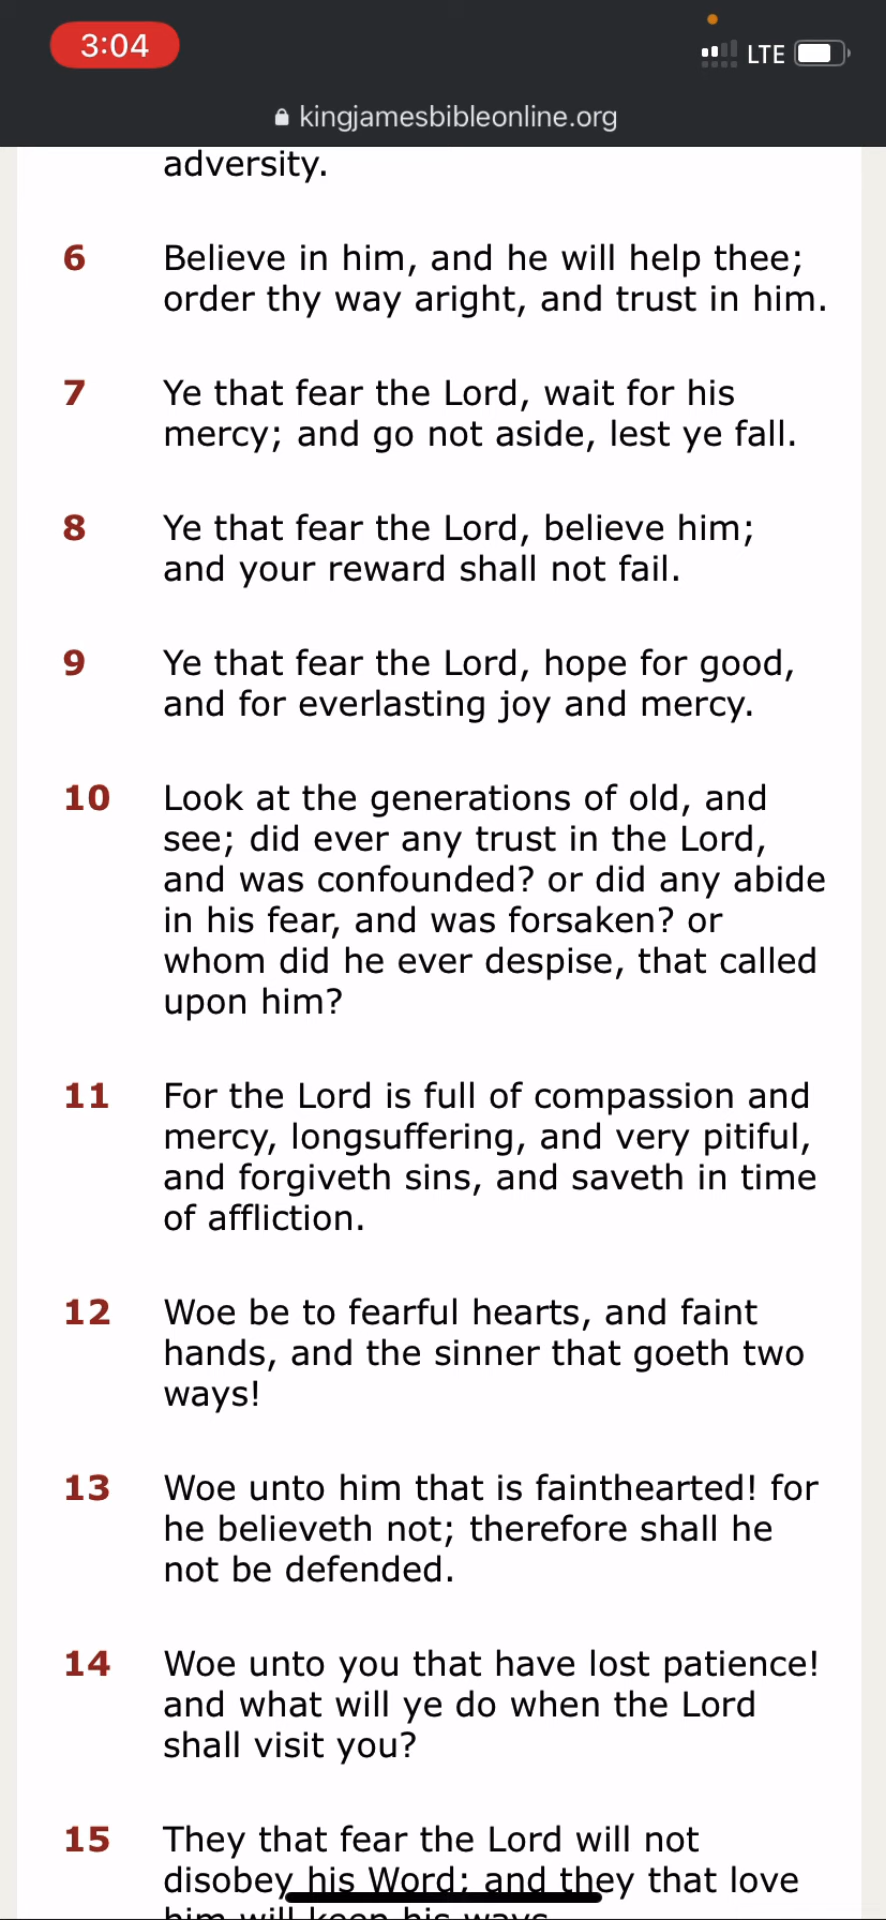 3:04
LTE
kingjamesbibleonline.org
adversity.
6 Believe in him, and he will help thee;
order thy way aright, and trust in him.
7 Ye that fear the Lord, wait for his
mercy; and go not aside, lest ye fall.
8 Ye that fear the Lord, believe him;
and your reward shall not fail.
9 Ye that fear the Lord, hope for good,
and for everlasting joy and mercy.
10 Look at the generations of old, and
see; did ever any trust in the Lord,
and was confounded? or did any abide
in his fear, and was forsaken? or
whom did he ever despise, that called
upon him?
11 For the Lord is full of compassion and
mercy, longsuffering, and very pitiful,
and forgiveth sins, and saveth in time
of affliction.
12 Woe be to fearful hearts, and faint
hands, and the sinner that goeth two
ways!
13 Woe unto him that is fainthearted! for
he believeth not; therefore shall he
not be defended.
14 Woe unto you that have lost patience!
and what will ye do when the Lord
shall visit you?
15 They that fear the Lord will not
disobey his Word; and they that love
him will keep his ways